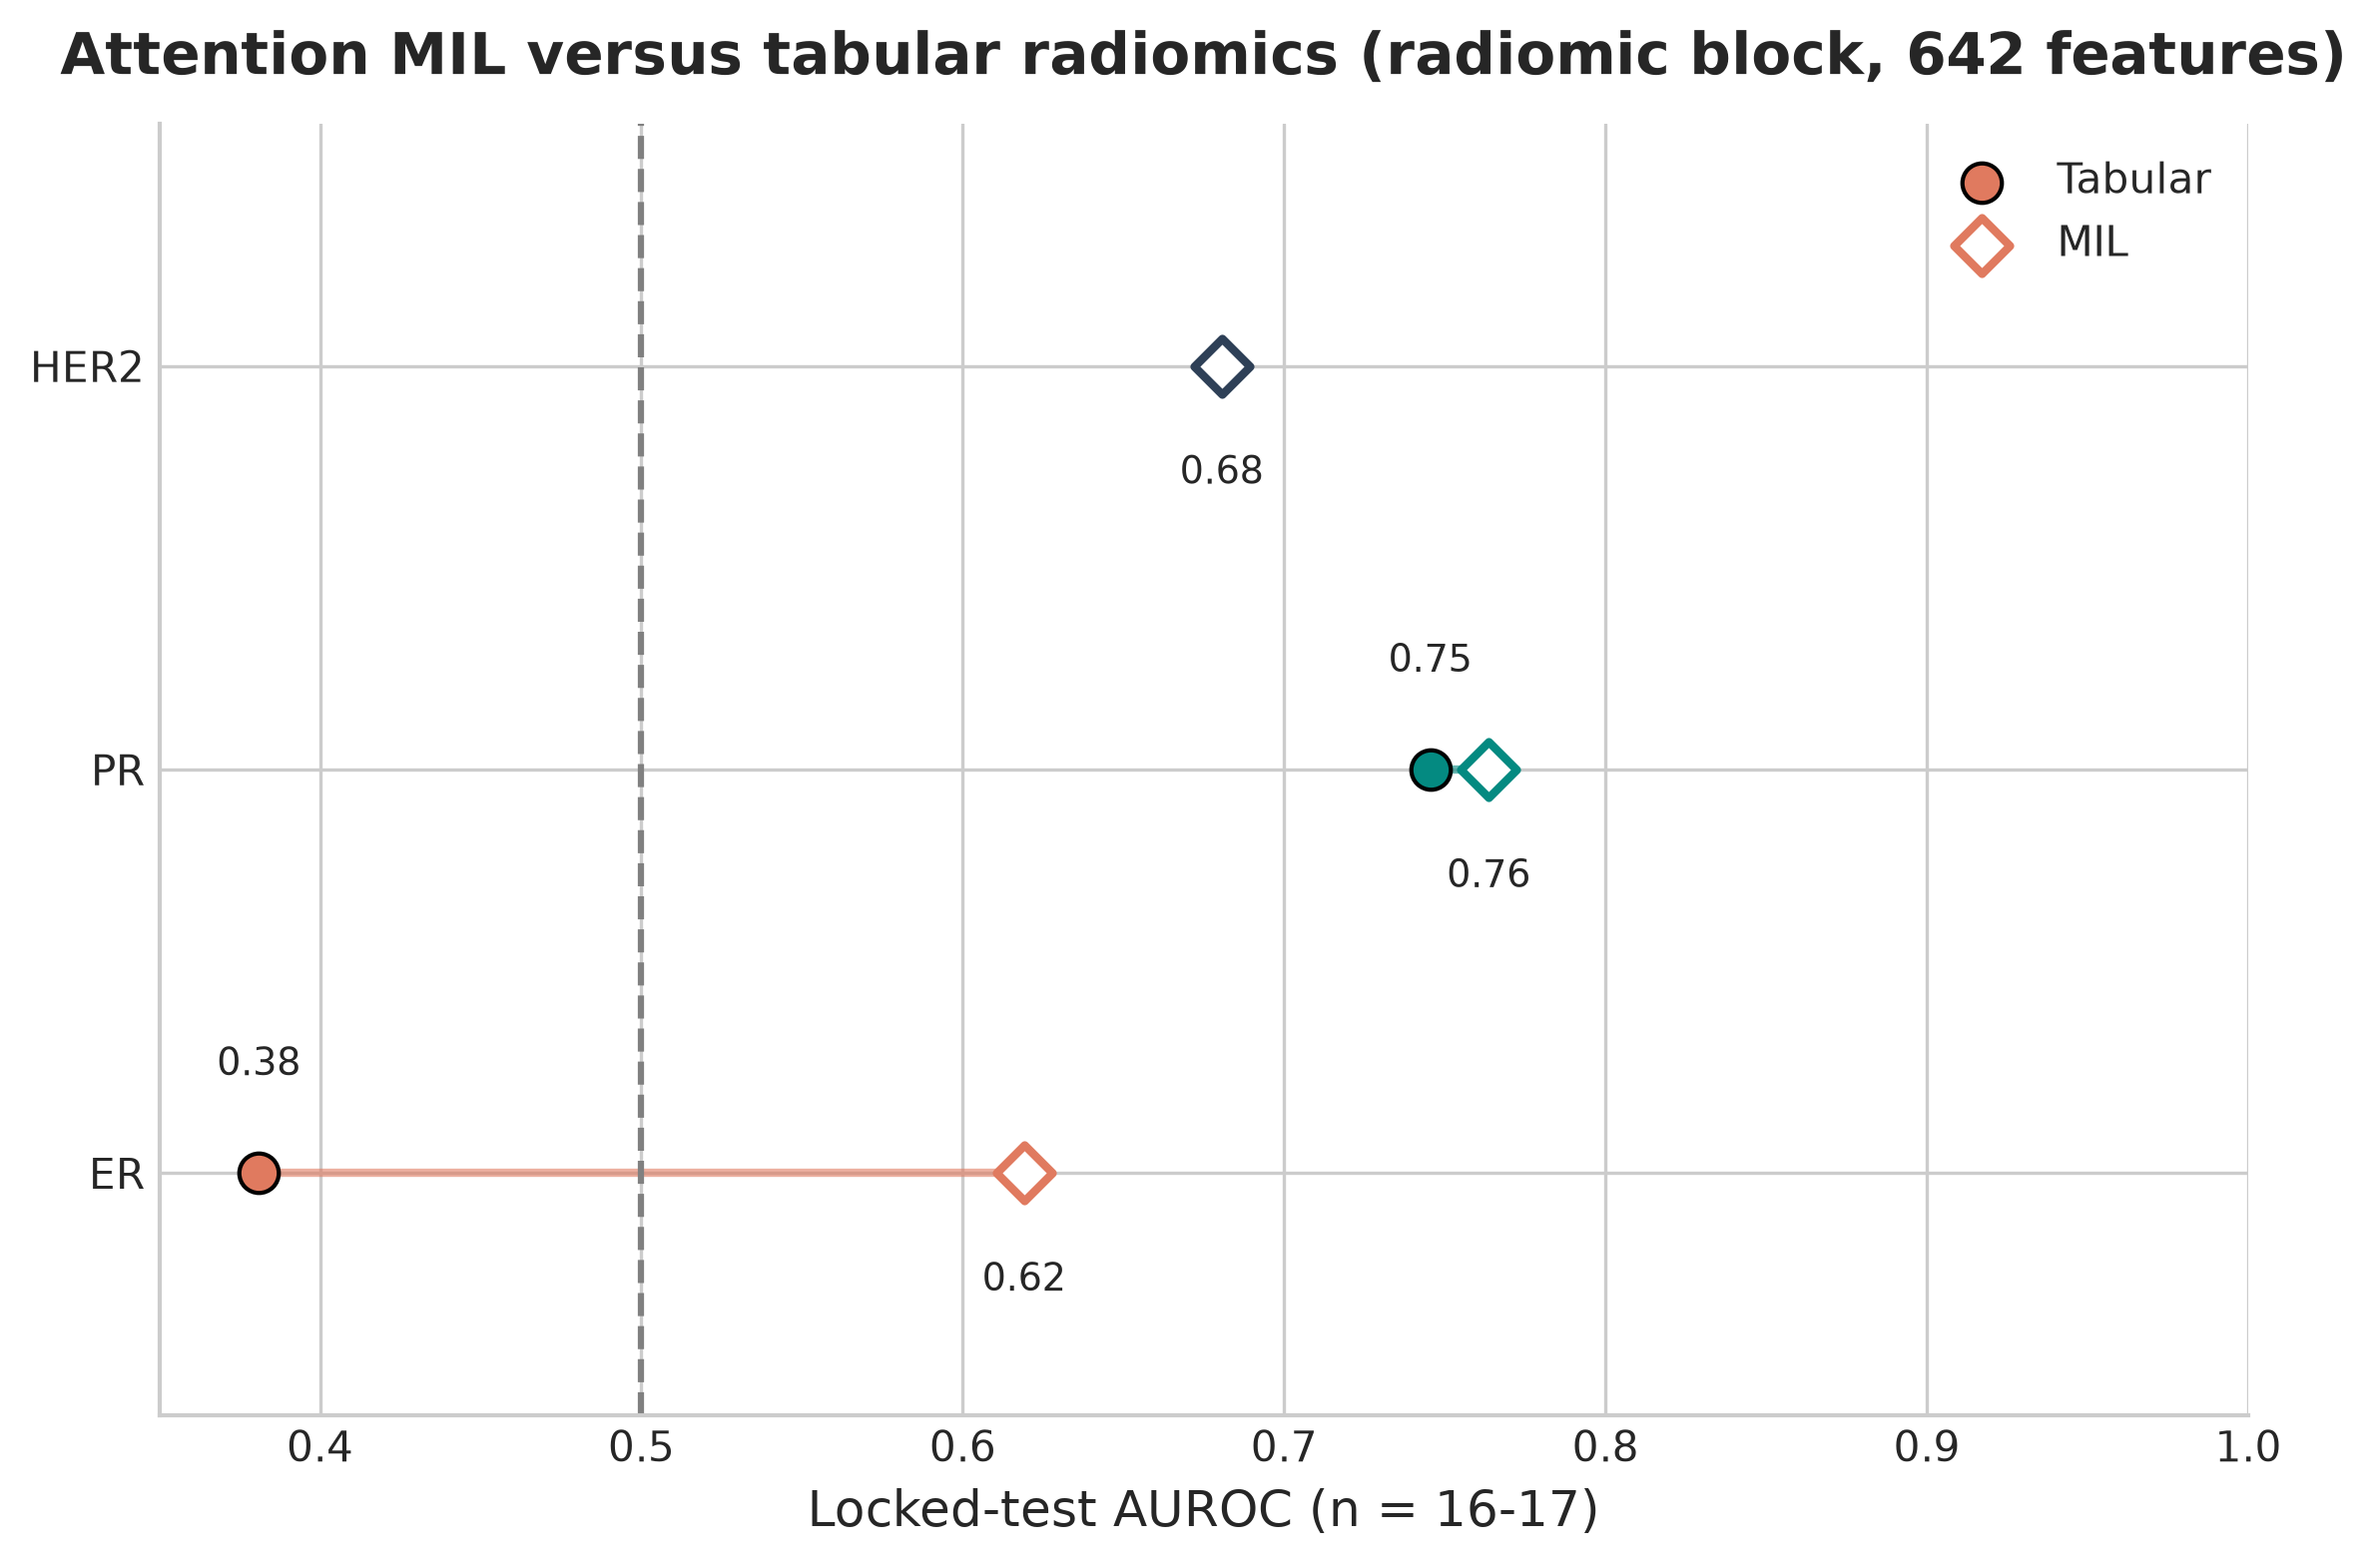 Attention MIL versus tabular radiomics (radiomic block, 642 features)
Tabular
MIL
HER2
0.68
0.75
PR
0.76
0.38
ER
0.62
0.4 0.5 0.6 0.7 0.8 0.9 1.0
Locked-test AUROC (n = 16-17)